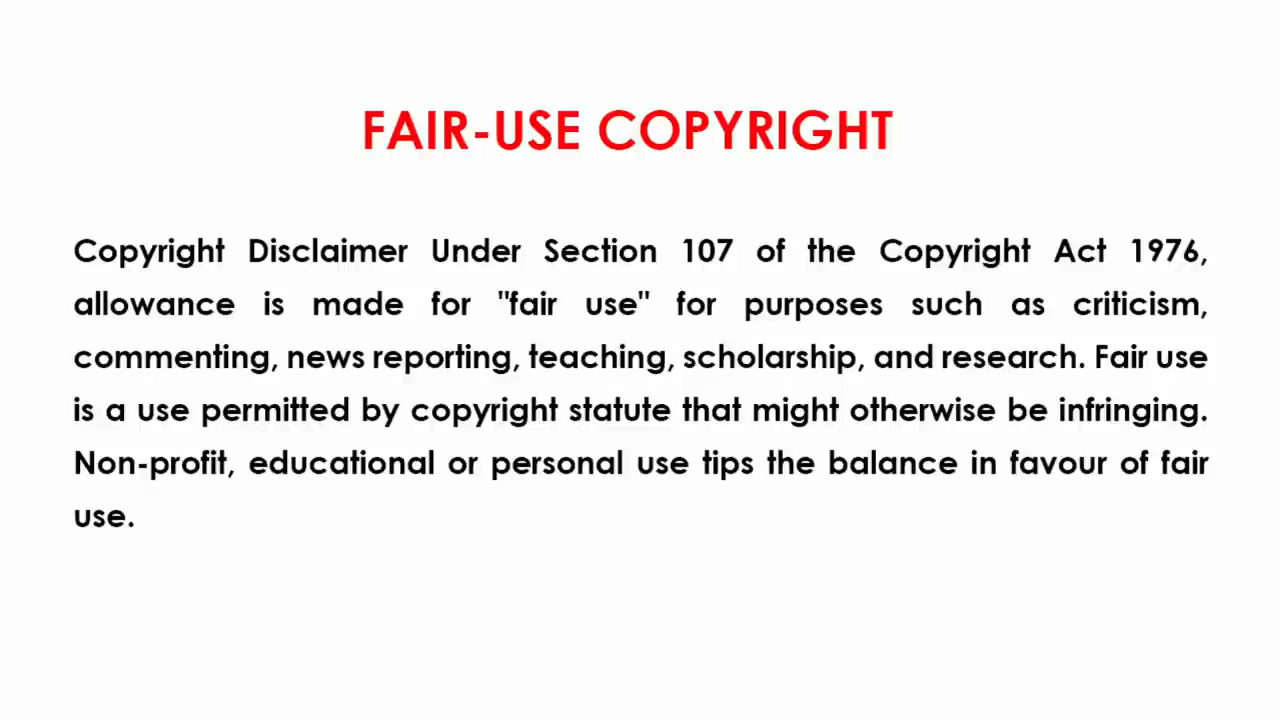 FAIR-USE COPYRIGHT
Copyright Disclaimer Under Section 107 of the Copyright Act 1976,
allowance is made for "fair use" for purposes such as criticism,
commenting, news reporting, teaching, scholarship, and research. Fair use
is a use permitted by copyright statute that might otherwise be infringing.
Non-profit, educational or personal use tips the balance in favour of fair
use.